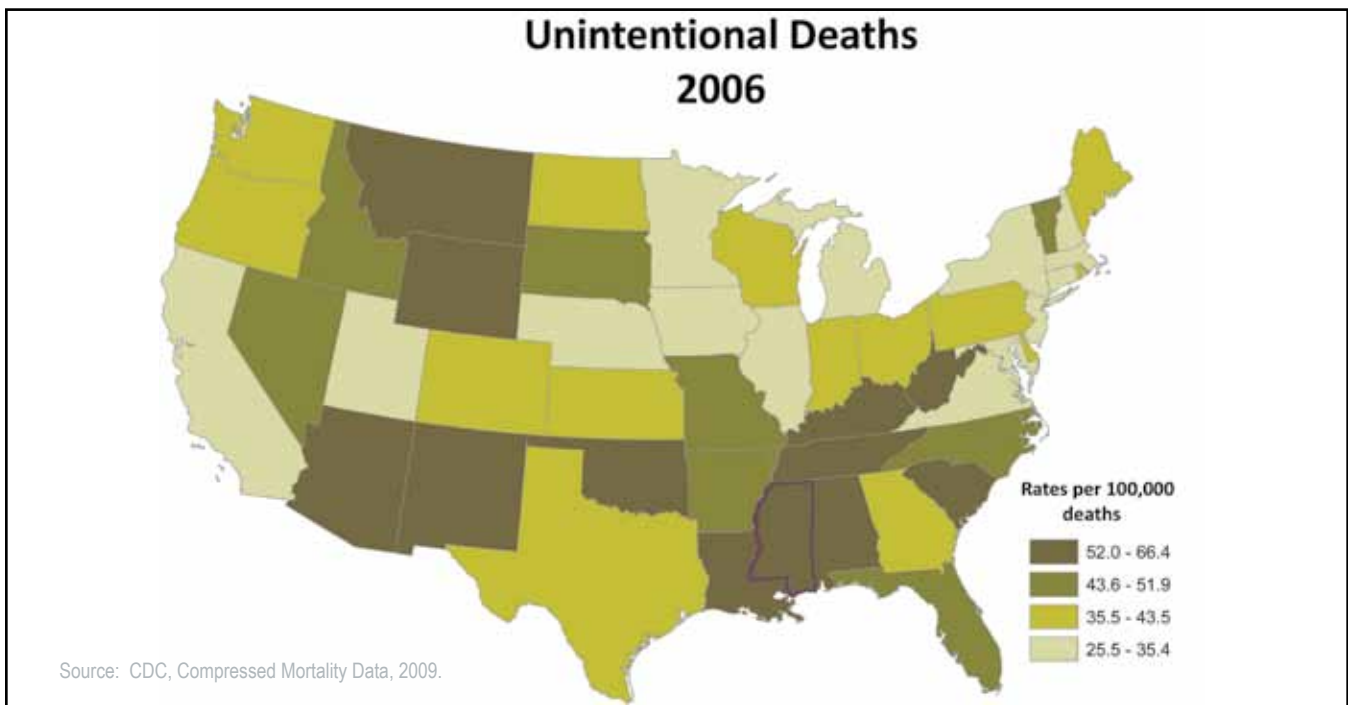 Unintentional Deaths
2006
Rates per 100,000
deaths
52.0 - 66.4
43.6 - 51.9
35.5 - 43.5
25.5 - 35.4
Source: CDC, Compressed Mortality Data, 2009.